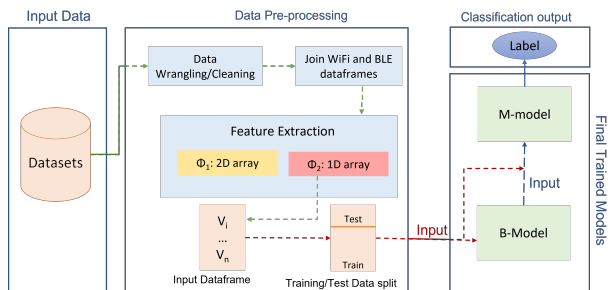 Input Data
Data Pre-processing
Classification output
Data
Wrangling/Cleaning
Join WiFi and BLE
dataframes
Label
Datasets
Feature Extraction
Φ1: 2D array
Φ2: 1D array
M-model
Final Trained Models
Input
Vi
...
Vn
Test
Train
Input
B-Model
Input Dataframe
Training/Test Data split